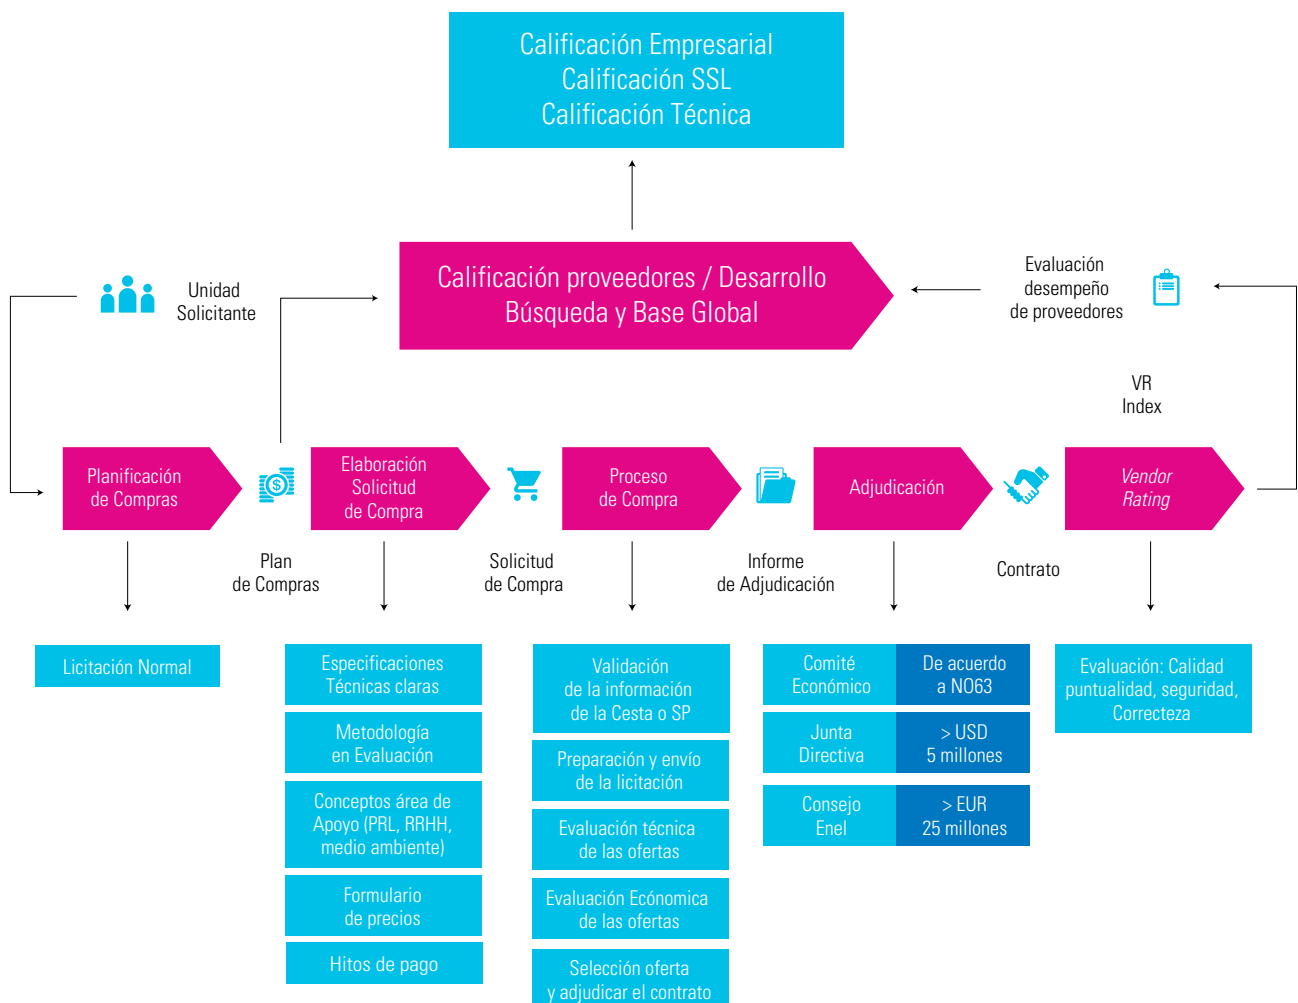 Calificación Empresarial
Calificación SSL
Calificación Técnica
Unidad
Solicitante
Calificación proveedores / Desarrollo
Búsqueda y Base Global
Evaluación
desempeño
de proveedores
VR
Index
Planificación
de Compras
Elaboración
Solicitud
de Compra
Proceso
de Compra
Adjudicación
Vendor
Rating
Plan
de Compras
Solicitud
de Compra
Informe
de Adjudicación
Contrato
Licitación Normal
Especificaciones
Técnicas claras
Metodología
en Evaluación
Conceptos área de
Apoyo (PRL, RRHH,
medio ambiente)
Formulario
de precios
Hitos de pago
Validación
de la información
de la Cesta o SP
Preparación y envío
de la licitación
Evaluación técnica
de las ofertas
Evaluación Ecónomica
de las ofertas
Selección oferta
y adjudicar el contrato
Comité
Económico
De acuerdo
a NO63
Junta
Directiva
> USD
5 millones
Consejo
Enel
> EUR
25 millones
Evaluación: Calidad
puntualidad, seguridad,
Correcteza